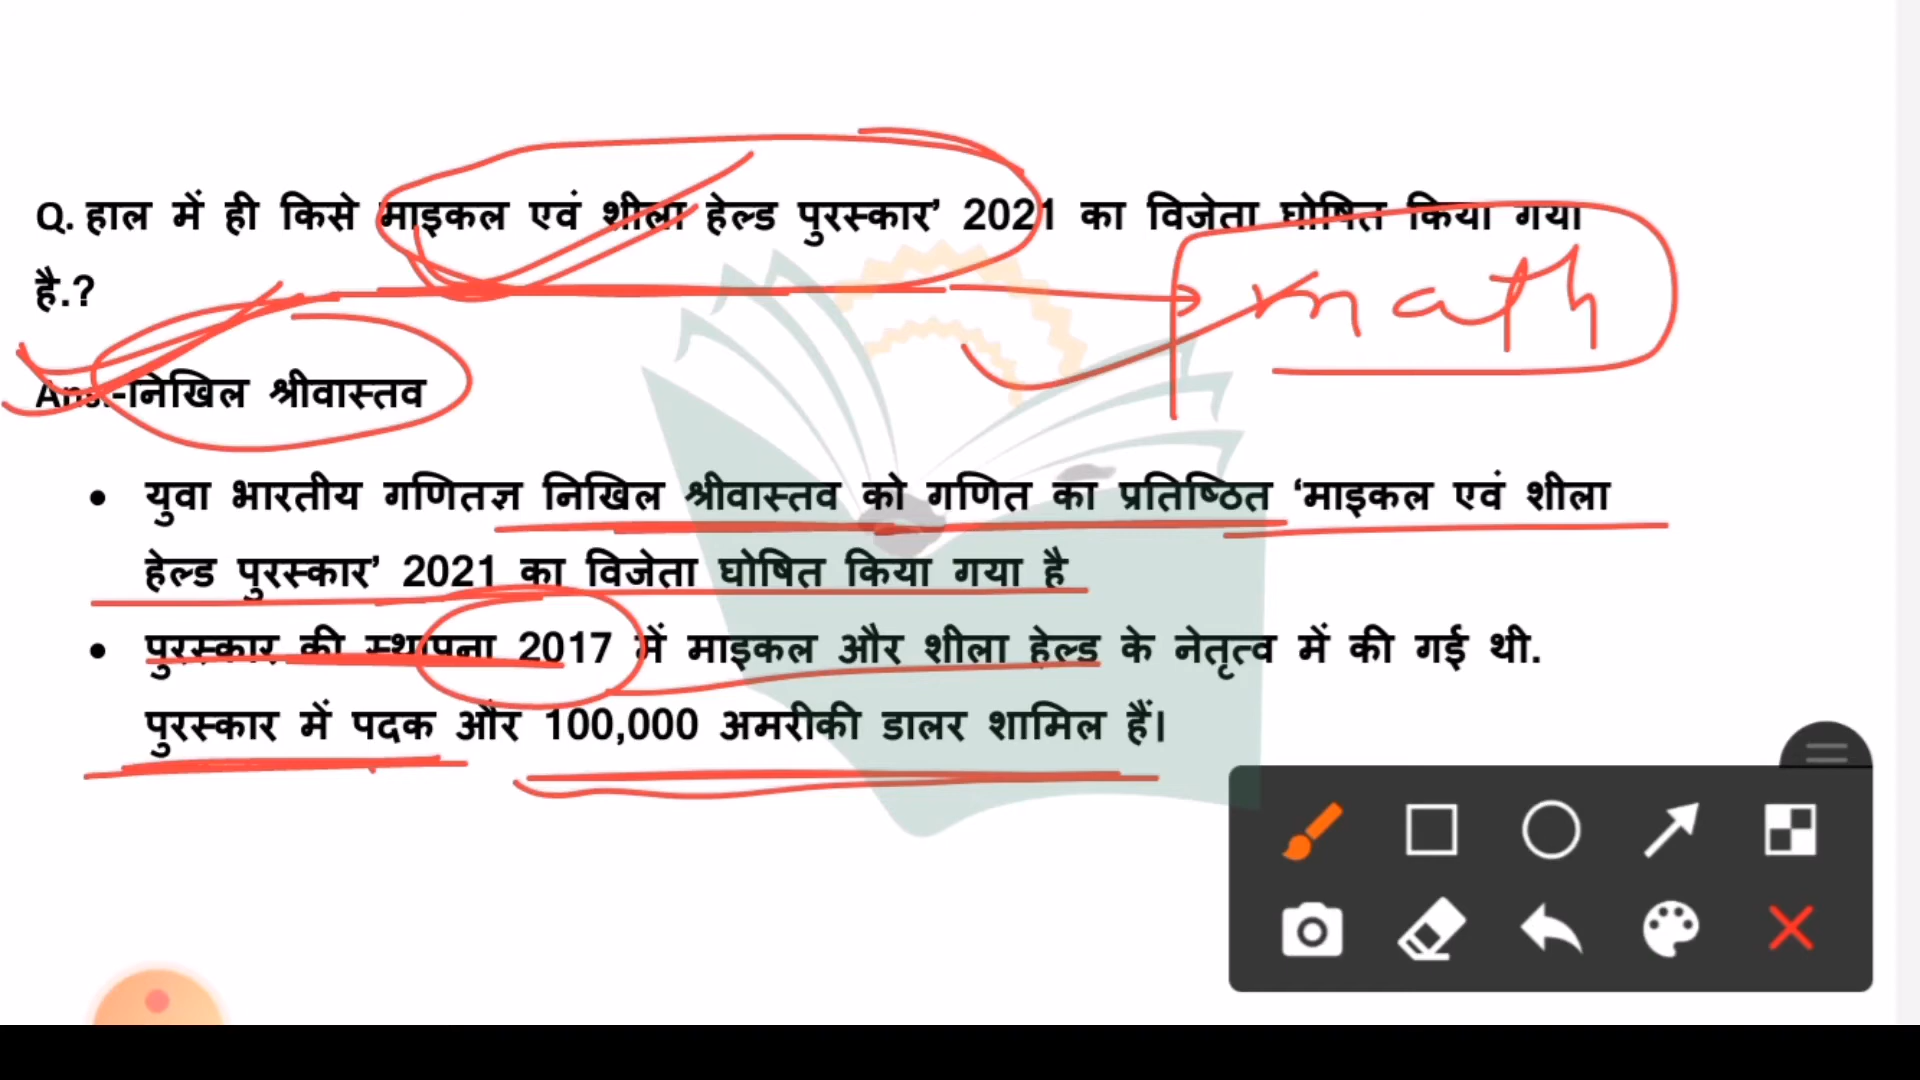 Q. हाल में ही किसे माइकल एवं शीला हेल्ड पुरस्कार’ 2021 का विजेता घोषित किया गया
है.?
math
Ans.-निखिल श्रीवास्तव
• युवा भारतीय गणितज्ञ निखिल श्रीवास्तव को गणित का प्रतिष्ठित ‘माइकल एवं शीला
हेल्ड पुरस्कार’ 2021 का विजेता घोषित किया गया है
• पुरस्कार की स्थापना 2017 में माइकल और शीला हेल्ड के नेतृत्व में की गई थी.
पुरस्कार में पदक और 100,000 अमरीकी डालर शामिल हैं।